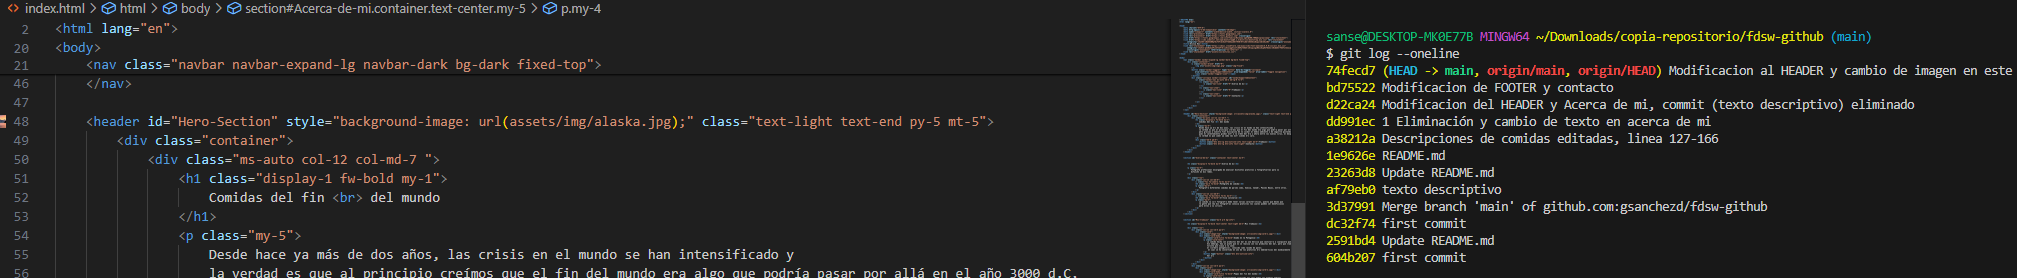 index.html > html > body > section#Acerca-de-mi.container.text-center.my-5 > p.my-4
2 <html lang="en">
20 <body>
21 <nav class="navbar navbar-expand-lg navbar-dark bg-dark fixed-top">
46 </nav>
47
48 <header id="Hero-Section" style="background-image: url(assets/img/alaska.jpg);" class="text-light text-end py-5 mt-5">
49 <div class="container">
50 <div class="ms-auto col-12 col-md-7 ">
51 <h1 class="display-1 fw-bold my-1">
52 Comidas del fin <br> del mundo
53 </h1>
54 <p class="my-5">
55 Desde hace ya más de dos años, las crisis en el mundo se han intensificado y
56 la verdad es que al principio creímos que el fin del mundo era algo que podría pasar por allá en el año 3000 d.C.
sanse@DESKTOP-MK0E77B MINGW64 ~/Downloads/copia-repositorio/fdsw-github (main)
$ git log --oneline
74fecd7 (HEAD -> main, origin/main, origin/HEAD) Modificacion al HEADER y cambio de imagen en este
bd75522 Modificacion de FOOTER y contacto
d22ca24 Modificacion del HEADER y Acerca de mi, commit (texto descriptivo) eliminado
dd991ec 1 Eliminación y cambio de texto en acerca de mi
a38212a Descripciones de comidas editadas, linea 127-166
1e9626e README.md
23263d8 Update README.md
af79eb0 texto descriptivo
3d37991 Merge branch 'main' of github.com:gsanchezd/fdsw-github
dc32f74 first commit
2591bd4 Update README.md
604b207 first commit